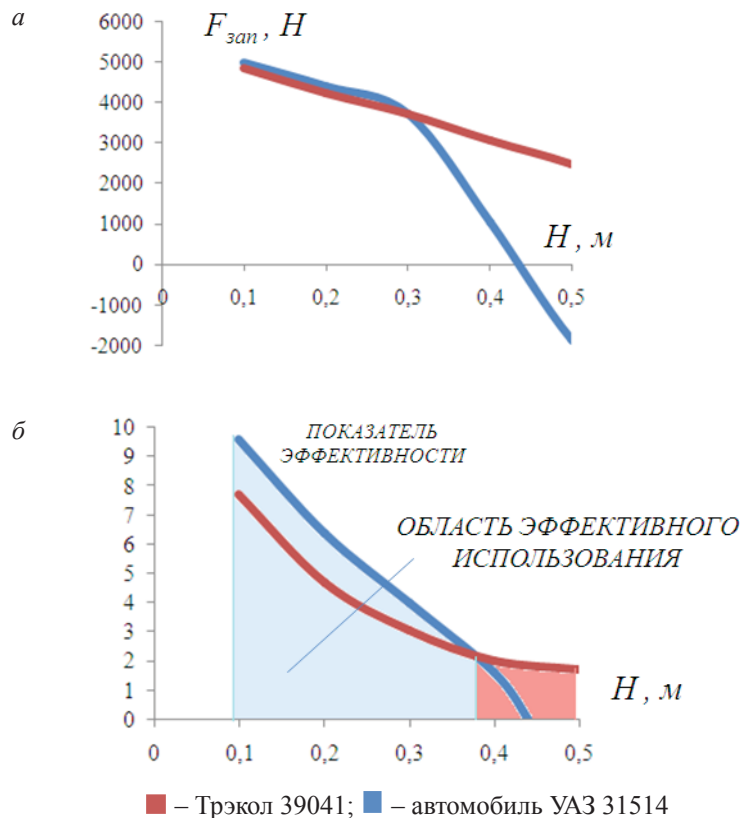 а
Fзап, Н
6000
5000
4000
3000
2000
1000
0
-1000
-2000
H, м
0 0,1 0,2 0,3 0,4 0,5
б
10
9
8
7
6
5
4
3
2
1
0
ПОКАЗАТЕЛЬ
ЭФФЕКТИВНОСТИ
ОБЛАСТЬ ЭФФЕКТИВНОГО
ИСПОЛЬЗОВАНИЯ
H, м
0 0,1 0,2 0,3 0,4 0,5
– Трэкол 39041; – автомобиль УАЗ 31514